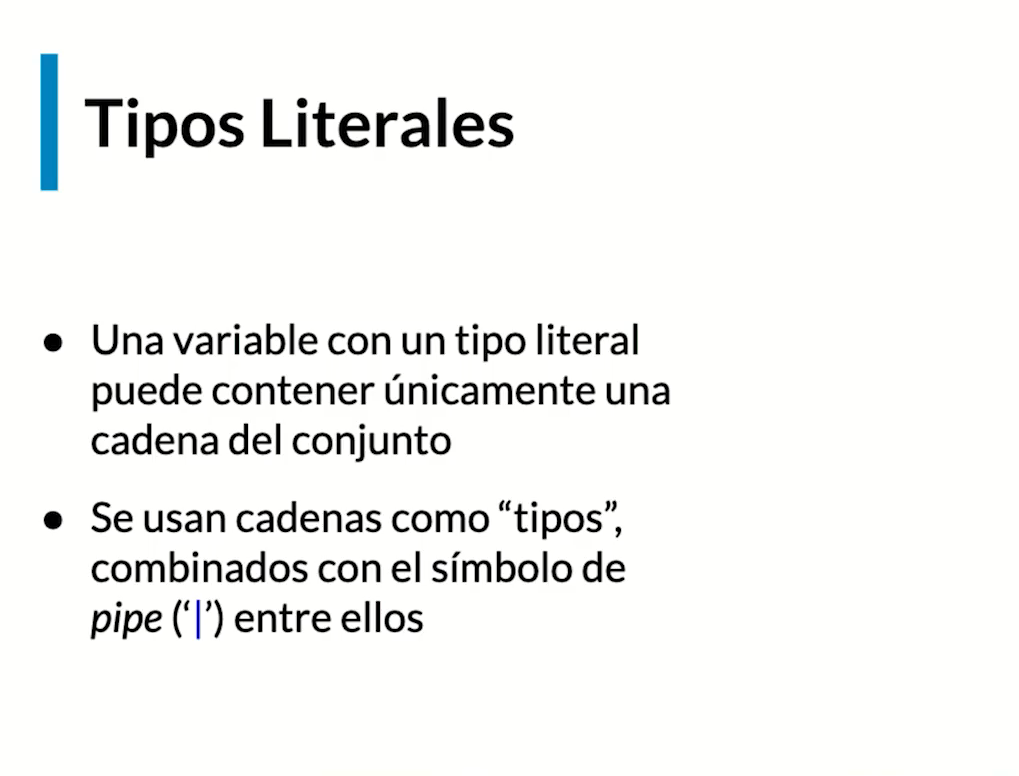 Tipos Literales
● Una variable con un tipo literal
puede contener únicamente una
cadena del conjunto
● Se usan cadenas como “tipos”,
combinados con el símbolo de
pipe (‘|’) entre ellos